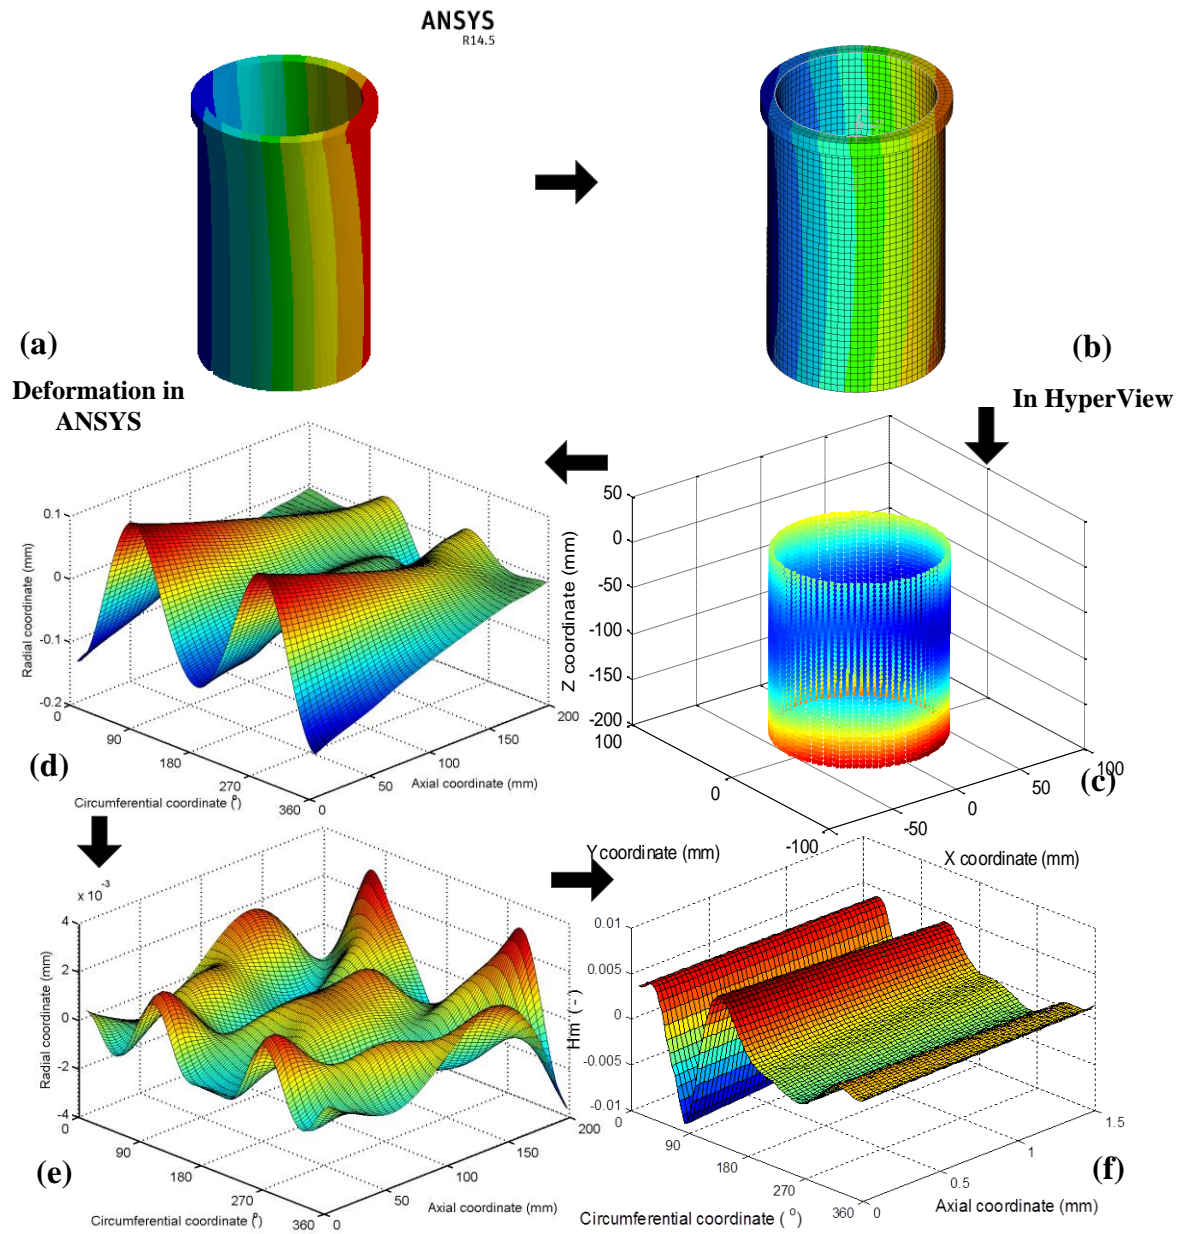 ANSYS
R14.5
(a)
(b)
Deformation in
ANSYS
In HyperView
0.1
0
-0.1
-0.2
Radial coordinate (mm)
0
90
180
270
360
Circumferential coordinate (°)
0
50
100
150
200
Axial coordinate (mm)
(d)
50
0
-50
-100
-150
-200
Z coordinate (mm)
100
0
-100
Y coordinate (mm)
-50
0
50
100
X coordinate (mm)
(c)
x 10 -3
4
2
0
-2
-4
Radial coordinate (mm)
0
90
180
270
360
Circumferential coordinate (°)
0
50
100
150
200
Axial coordinate (mm)
(e)
0.01
0.005
0
-0.005
-0.01
Hm (-)
0
90
180
270
360
Circumferential coordinate (°)
0
0.5
1
1.5
Axial coordinate (mm)
(f)